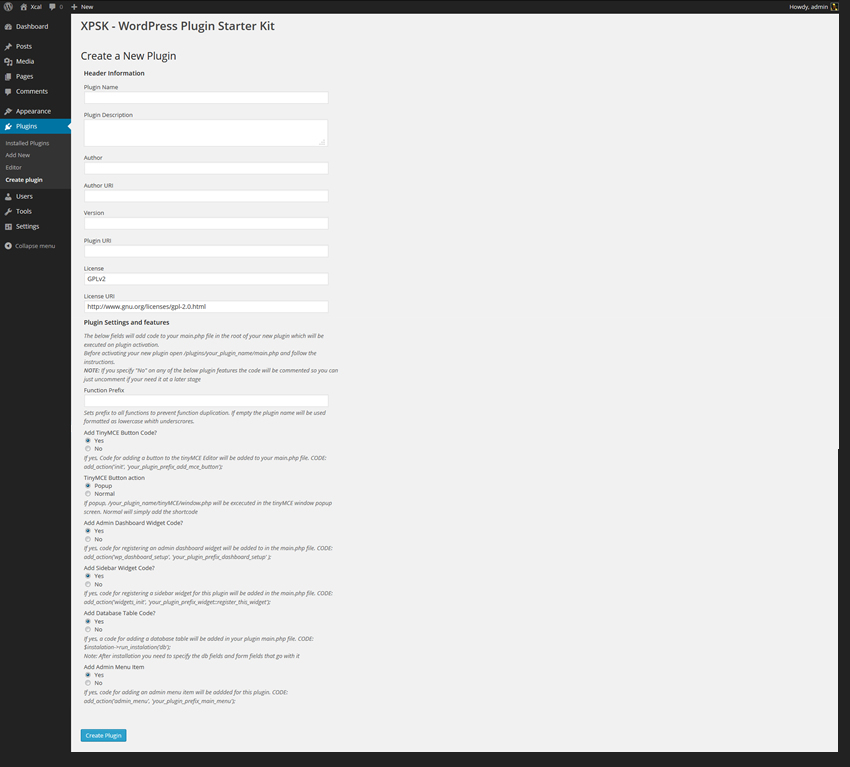 Xcal 0 New Howdy, admin
Dashboard
Posts
Media
Pages
Comments
Appearance
Plugins
Installed Plugins
Add New
Editor
Create plugin
Users
Tools
Settings
Collapse menu
XPSK - WordPress Plugin Starter Kit
Create a New Plugin
Header Information
Plugin Name
Plugin Description
Author
Author URI
Version
Plugin URI
License
GPLv2
License URI
http://www.gnu.org/licenses/gpl-2.0.html
Plugin Settings and features
The below fields will add code to your main.php file in the root of your new plugin which will be
executed on plugin activation.
Before activating your new plugin open /plugins/your_plugin_name/main.php and follow the
instructions.
NOTE: If you specify "No" on any of the below plugin features the code will be commented so you can
just uncomment if your need it at a later stage
Function Prefix
Sets prefix to all functions to prevent function duplication. If empty the plugin name will be used
formatted as lowercase whith underscrores.
Add TinyMCE Button Code?
Yes
No
If yes, Code for adding a button to the tinyMCE Editor will be added to your main.php file. CODE:
add_action('init', 'your_plugin_prefix_add_mce_button');
TinyMCE Button action
Popup
Normal
If popup, /your_plugin_name/tinyMCE/window.php will be excecuted in the tinyMCE window popup
screen. Normal will simply add the shortcode
Add Admin Dashboard Widget Code?
Yes
No
If yes, code for registering an admin dashboard widget will be added to in the main.php file. CODE:
add_action('wp_dashboard_setup', 'your_plugin_prefix_dashboard_setup' );
Add Sidebar Widget Code?
Yes
No
If yes, code for registering a sidebar widget for this plugin will be added in the main.php file. CODE:
add_action('widgets_init', 'your_plugin_prefix_widget::register_this_widget');
Add Database Table Code?
Yes
No
If yes, a code for adding a database table will be added in your plugin main.php file. CODE:
$instalation->run_instalation('db');
Note: After installation you need to specify the db fields and form fields that go with it
Add Admin Menu Item
Yes
No
If yes, code for adding an admin menu item will be addded for this plugin. CODE:
add_action('admin_menu', 'your_plugin_prefix_main_menu');
Create Plugin